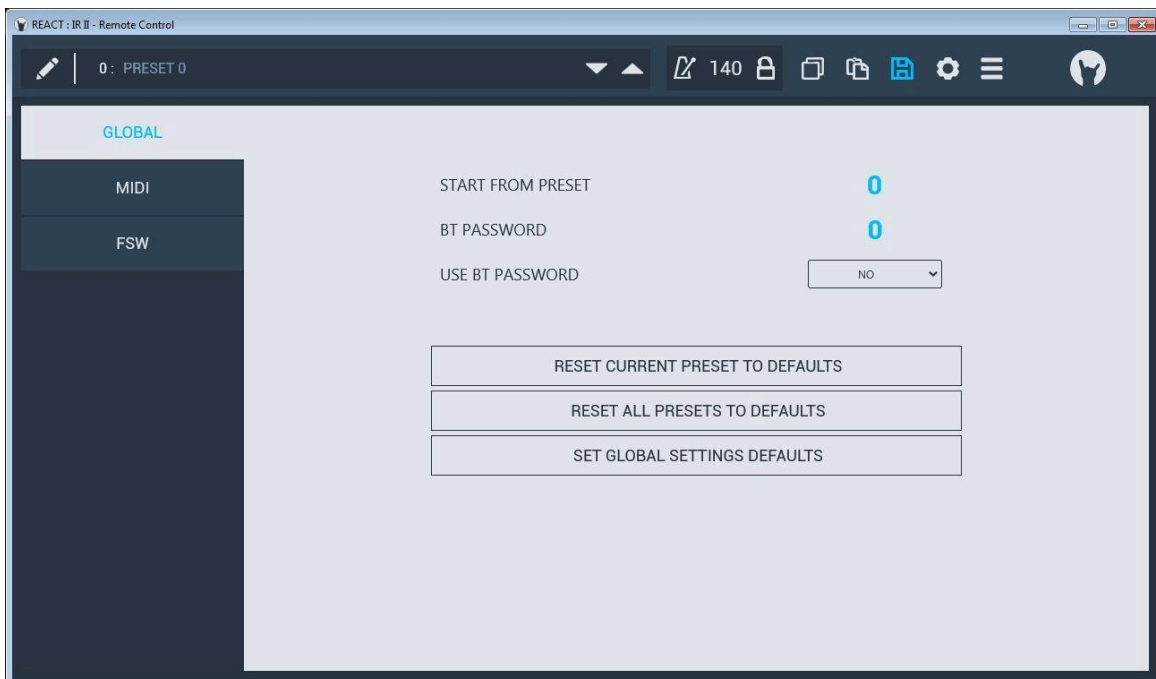 REACT : IR II - Remote Control
0 : PRESET 0
140
GLOBAL
MIDI
FSW
START FROM PRESET 0
BT PASSWORD 0
USE BT PASSWORD NO
RESET CURRENT PRESET TO DEFAULTS
RESET ALL PRESETS TO DEFAULTS
SET GLOBAL SETTINGS DEFAULTS